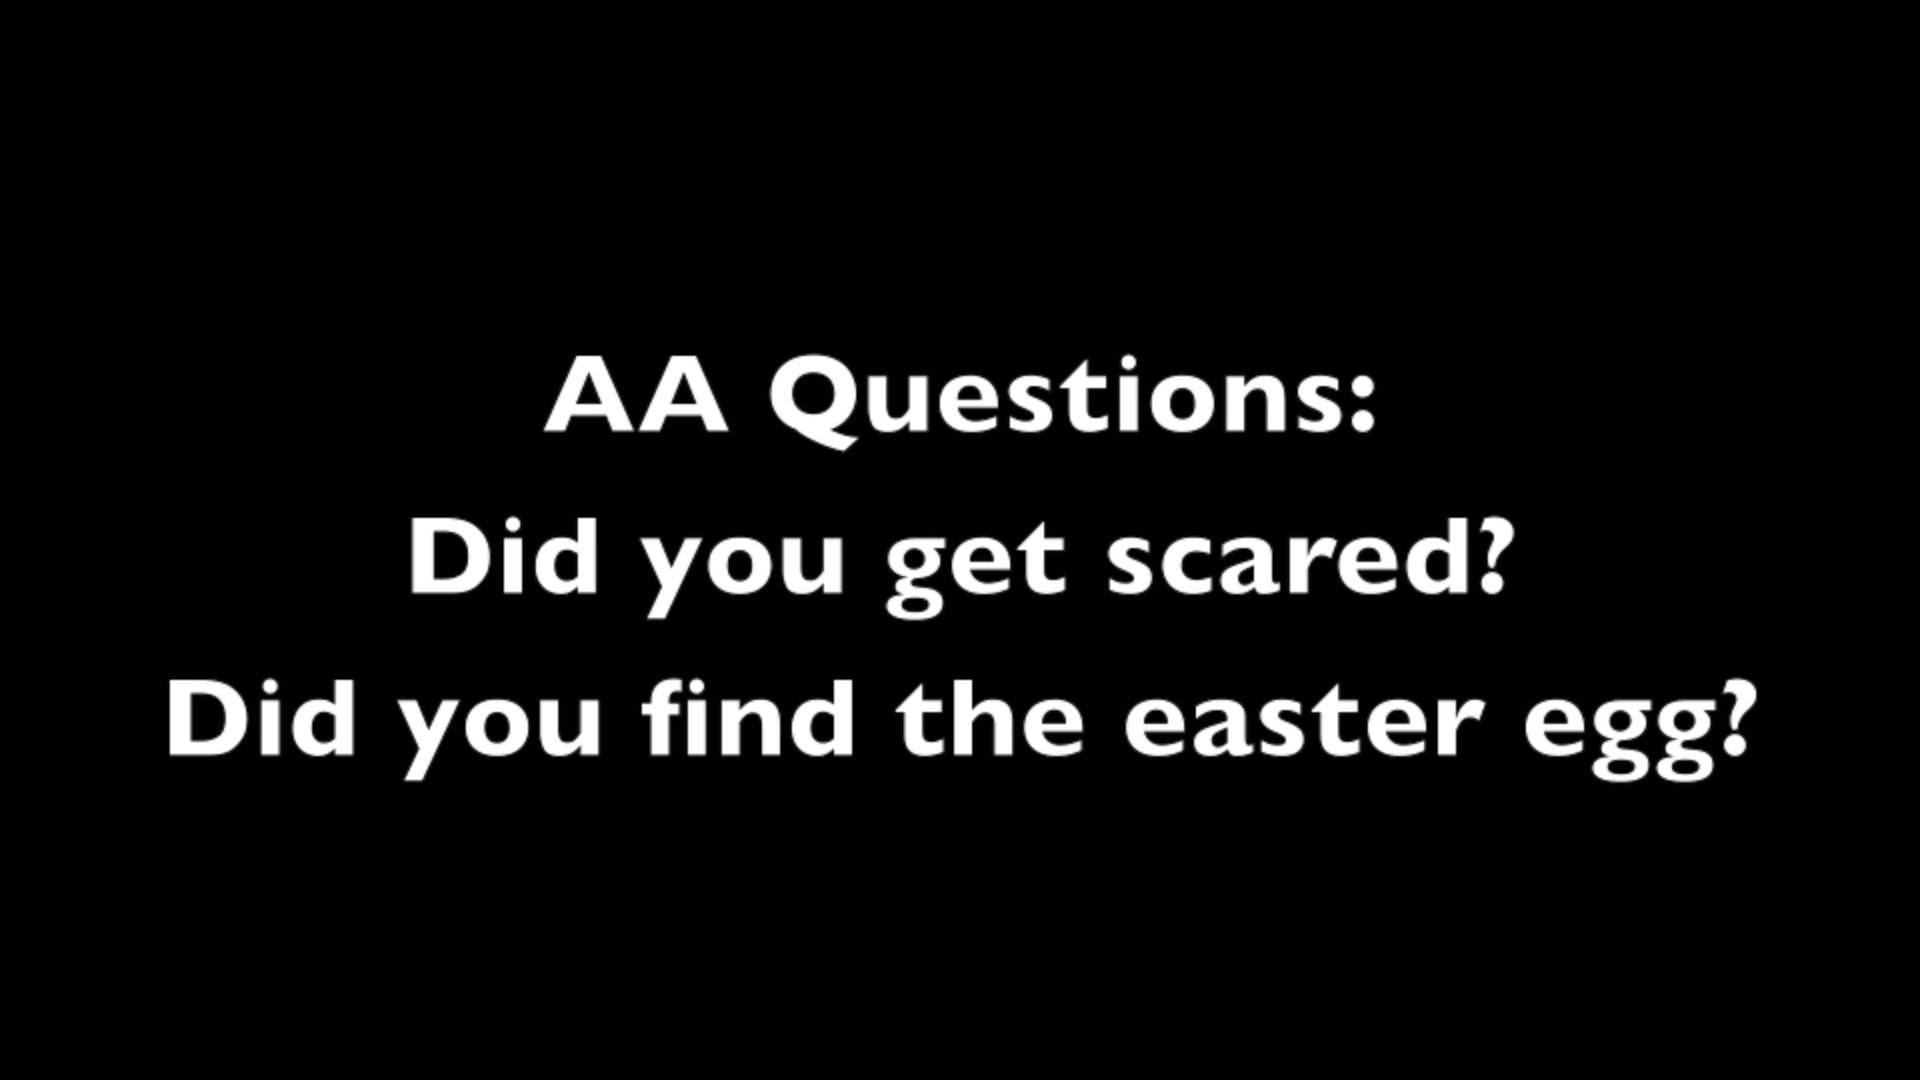 AA Questions:
Did you get scared?
Did you find the easter egg?